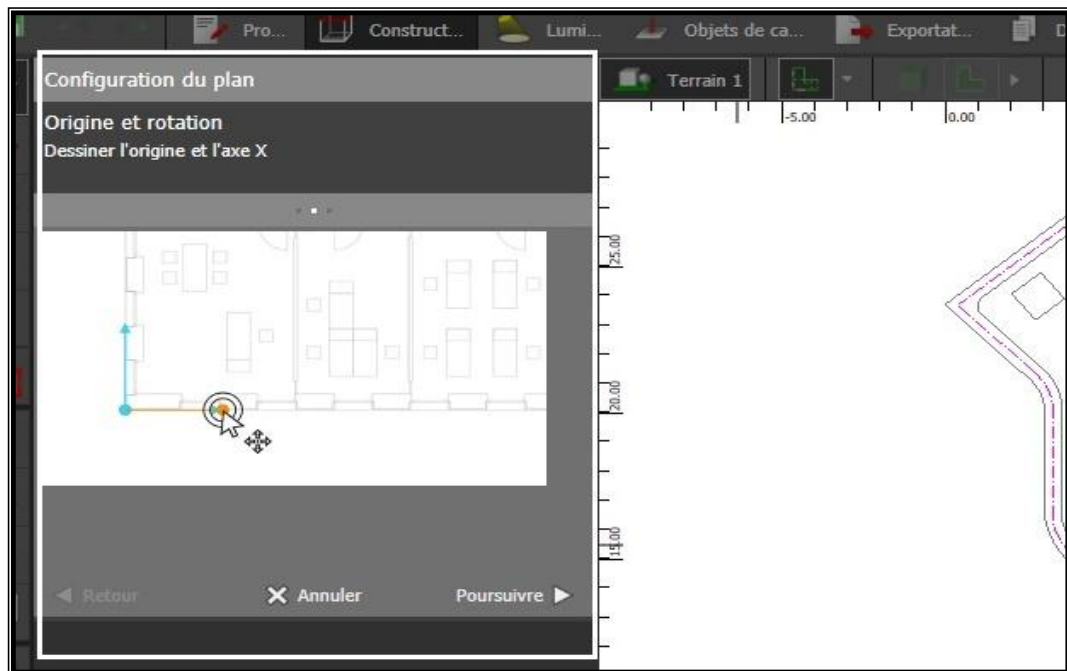 Pro... Construct... Lumi... Objets de ca... Exportat... D
Configuration du plan
Terrain 1
Origine et rotation
Dessiner l'origine et l'axe X
-5.00 0.00
25.00
20.00
15.00
Retour Annuler Poursuivre